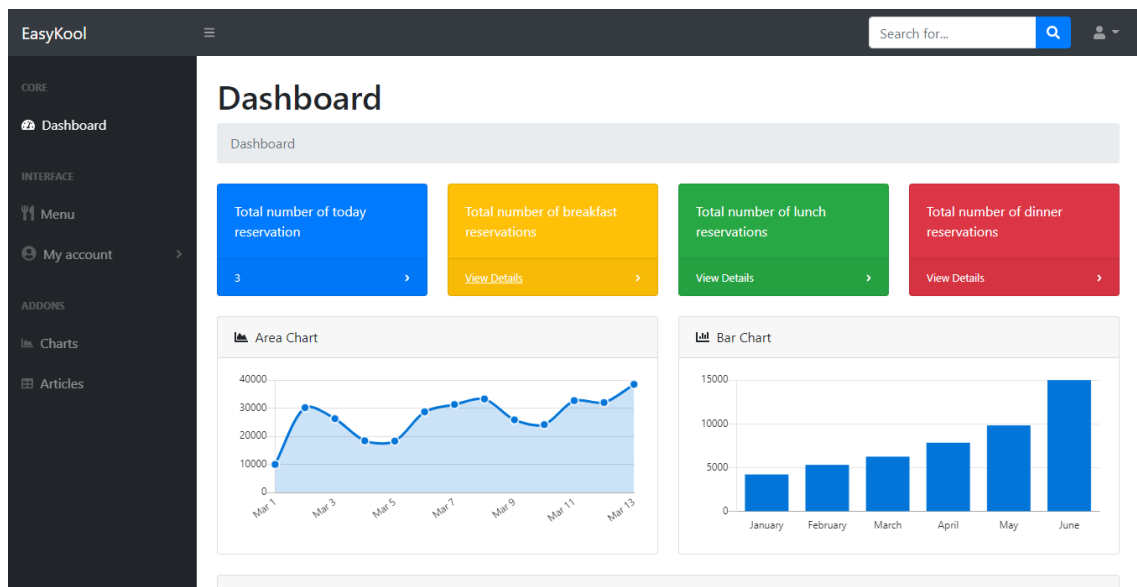 EasyKool
Search for...
CORE
Dashboard
INTERFACE
Menu
My account
ADDONS
Charts
Articles
Dashboard
Dashboard
Total number of today
reservation
3
Total number of breakfast
reservations
View Details
Total number of lunch
reservations
View Details
Total number of dinner
reservations
View Details
Area Chart
40000
30000
20000
10000
0
Mar 1
Mar 3
Mar 5
Mar 7
Mar 9
Mar 11
Mar 13
Bar Chart
15000
10000
5000
0
January
February
March
April
May
June